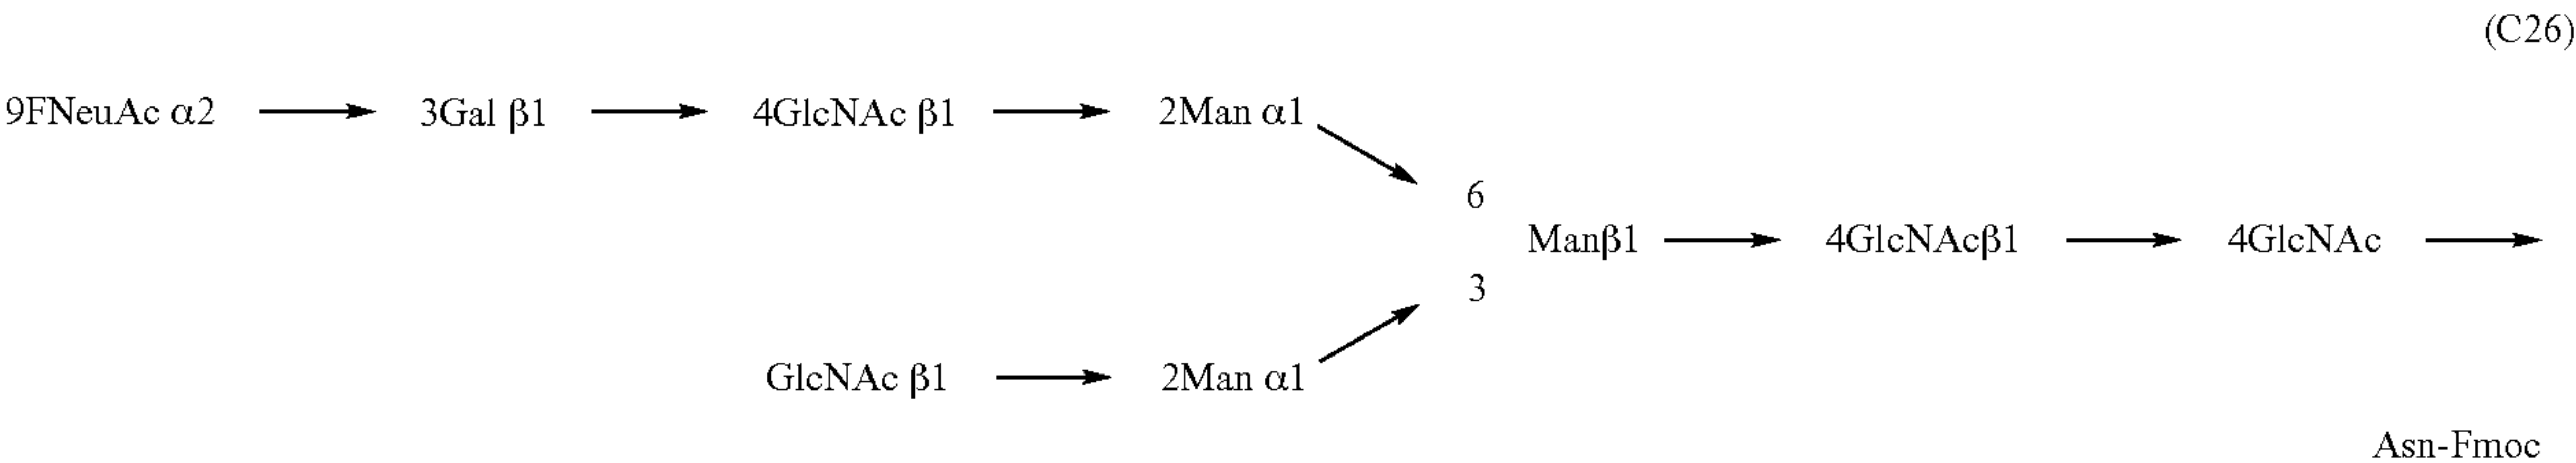 (C26)
9FNeuAc α2 3Gal β1 4GlcNAc β1 2Man α1
6
Manβ1 4GlcNAcβ1 4GlcNAc
3
GlcNAc β1 2Man α1
Asn-Fmoc